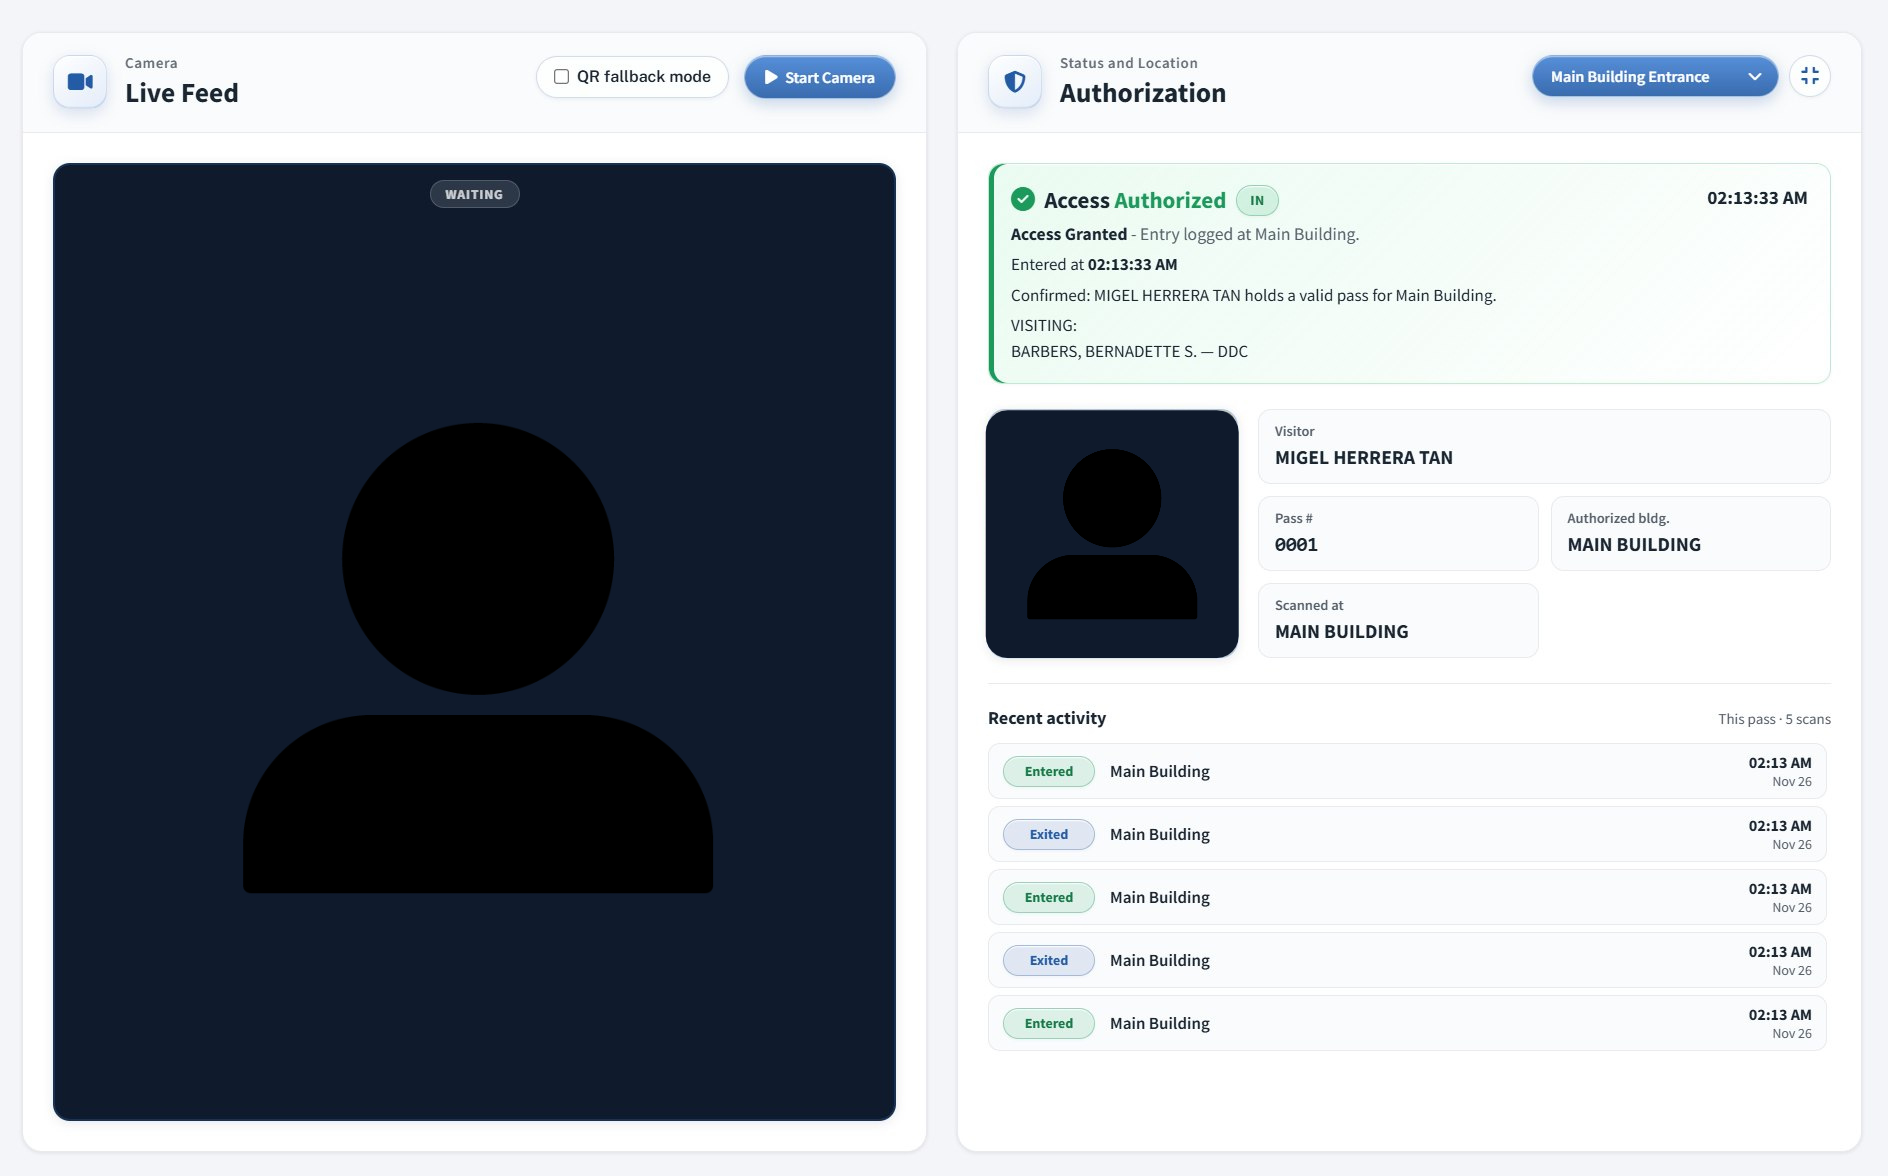 Camera
Live Feed
QR fallback mode
Start Camera
WAITING
Status and Location
Authorization
Main Building Entrance
Access Authorized IN 02:13:33 AM
Access Granted - Entry logged at Main Building.
Entered at 02:13:33 AM
Confirmed: MIGEL HERRERA TAN holds a valid pass for Main Building.
VISITING:
BARBERS, BERNADETTE S. — DDC
Visitor
MIGEL HERRERA TAN
Pass #
0001
Authorized bldg.
MAIN BUILDING
Scanned at
MAIN BUILDING
Recent activity
This pass · 5 scans
Entered Main Building 02:13 AM
Nov 26
Exited Main Building 02:13 AM
Nov 26
Entered Main Building 02:13 AM
Nov 26
Exited Main Building 02:13 AM
Nov 26
Entered Main Building 02:13 AM
Nov 26